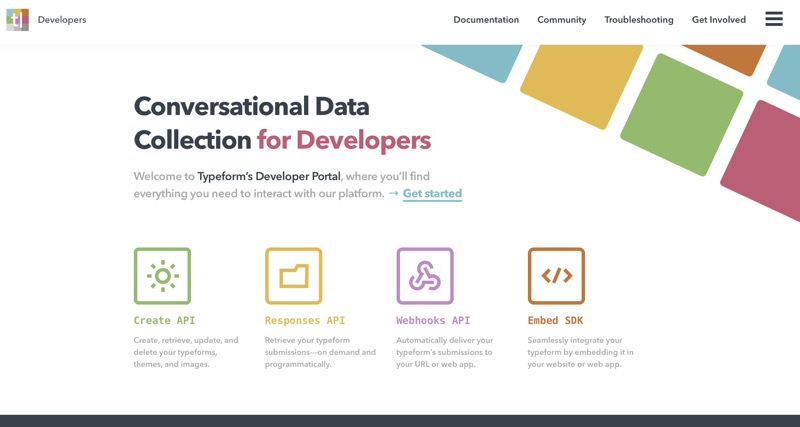 Developers
Documentation Community Troubleshooting Get Involved
Conversational Data
Collection for Developers
Welcome to Typeform's Developer Portal, where you'll find
everything you need to interact with our platform. → Get started
Create API
Create, retrieve, update, and
delete your typeforms,
themes, and images.
Responses API
Retrieve your typeform
submissions---on demand and
programmatically.
Webhooks API
Automatically deliver your
typeform's submissions to
your URL or web app.
Embed SDK
Seamlessly integrate your
typeform by embedding it in
your website or web app.